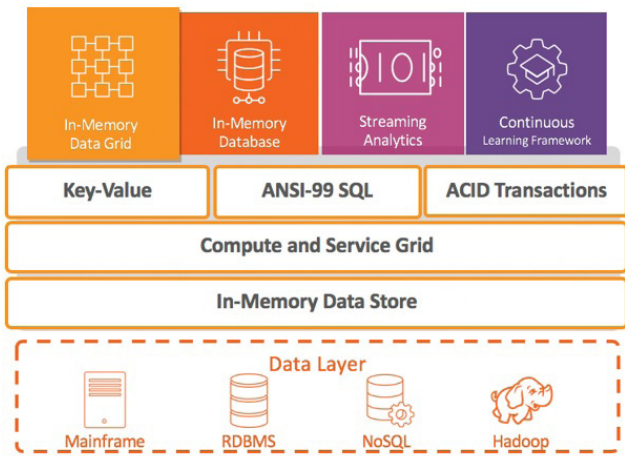 In-Memory
Data Grid
In-Memory
Database
Streaming
Analytics
Continuous
Learning Framework
Key-Value
ANSI-99 SQL
ACID Transactions
Compute and Service Grid
In-Memory Data Store
Data Layer
Mainframe
RDBMS
NoSQL
Hadoop